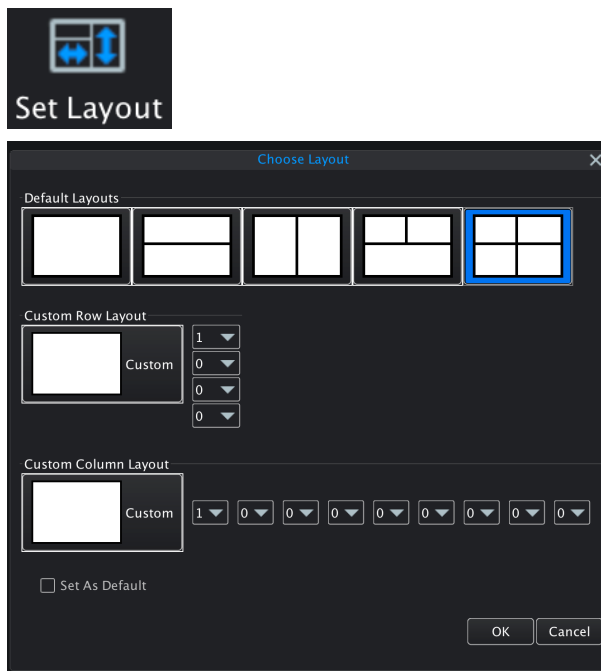 Set Layout
Choose Layout
Default Layouts
Custom Row Layout
Custom
1
0
0
0
Custom Column Layout
Custom
1 0 0 0 0 0 0 0 0
Set As Default
OK Cancel